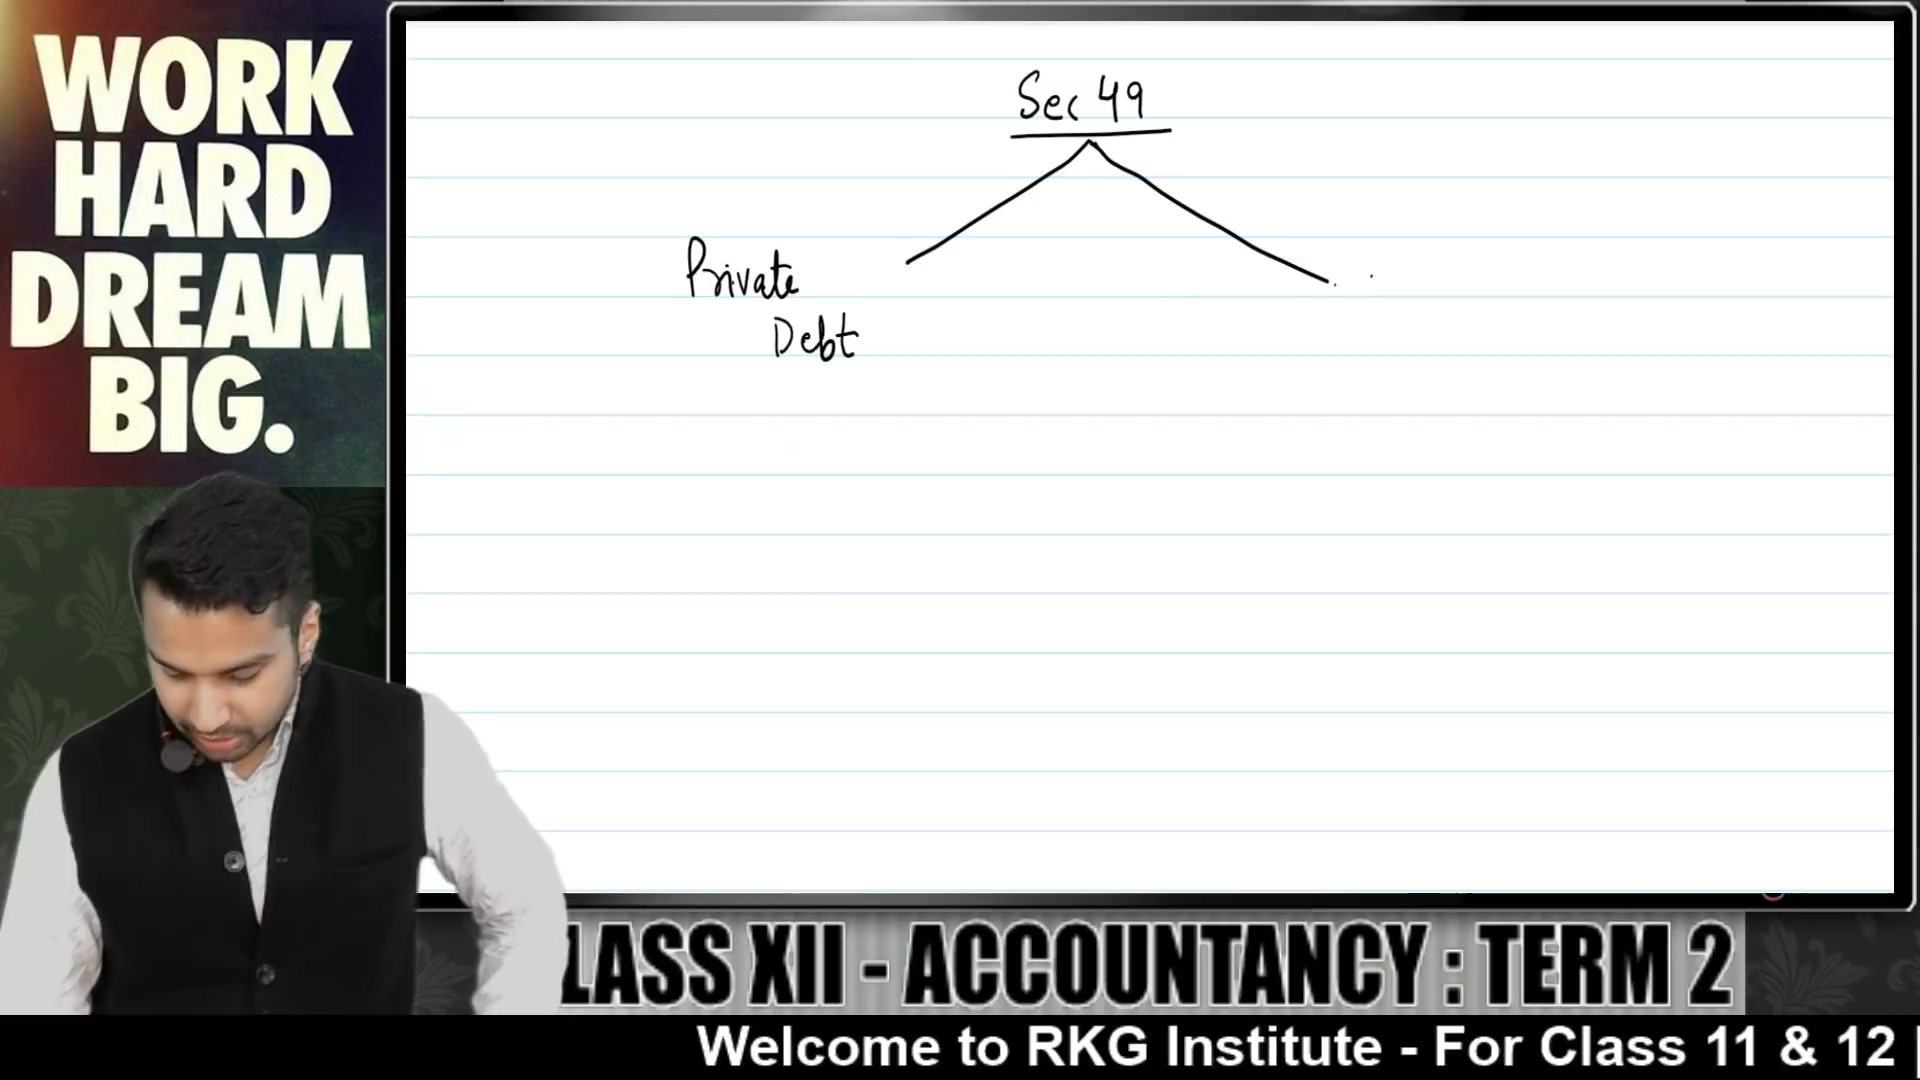 WORK
HARD
DREAM
BIG.
Sec 49
Private
Debt
LASS XII - ACCOUNTANCY : TERM 2
Welcome to RKG Institute - For Class 11 & 12 |